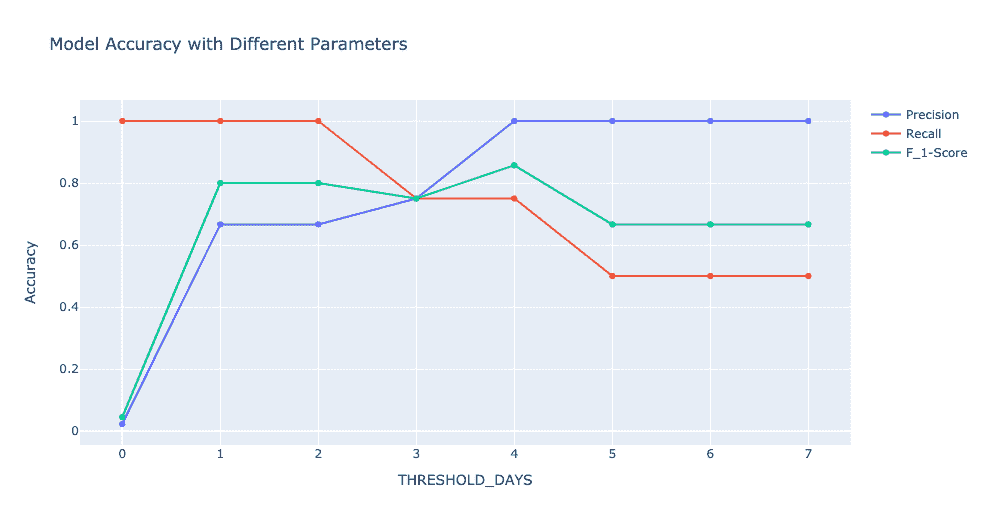 Model Accuracy with Different Parameters
Precision
Recall
F_1-Score
1
0.8
0.6
0.4
0.2
0
Accuracy
0 1 2 3 4 5 6 7
THRESHOLD_DAYS